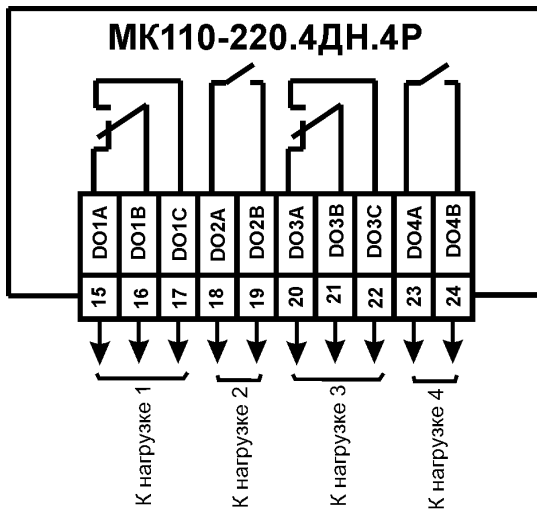 МК110-220.4ДН.4Р
DO1A
DO1B
DO1C
DO2A
DO2B
DO3A
DO3B
DO3C
DO4A
DO4B
15
16
17
18
19
20
21
22
23
24
К нагрузке 1
К нагрузке 2
К нагрузке 3
К нагрузке 4